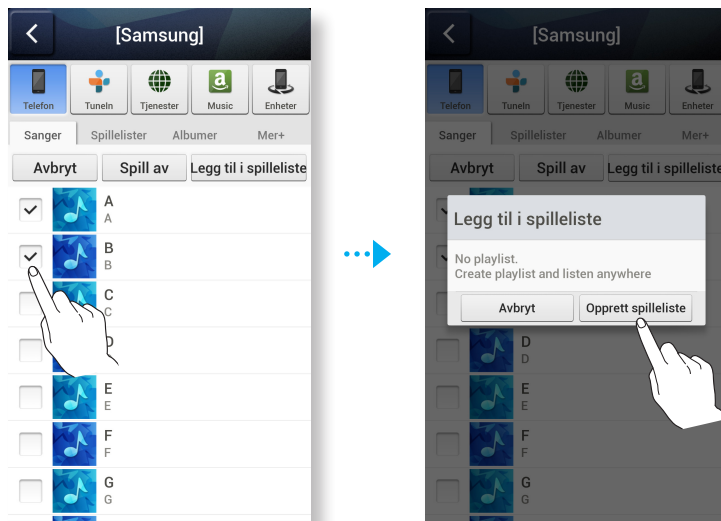 [Samsung]
Telefon TuneIn Tjenester Music Enheter
Sanger Spillelister Albumer Mer+
Avbryt Spill av Legg til i spilleliste
A
A
B
B
C
C
D
E
E
F
F
G
G
[Samsung]
Telefon TuneIn Tjenester Music Enheter
Sanger Spillelister Albumer Mer+
Avbryt Spill av Legg til i spilleliste
Legg til i spilleliste
No playlist.
Create playlist and listen anywhere
Avbryt Opprett spilleliste
D
D
E
E
F
F
G
G